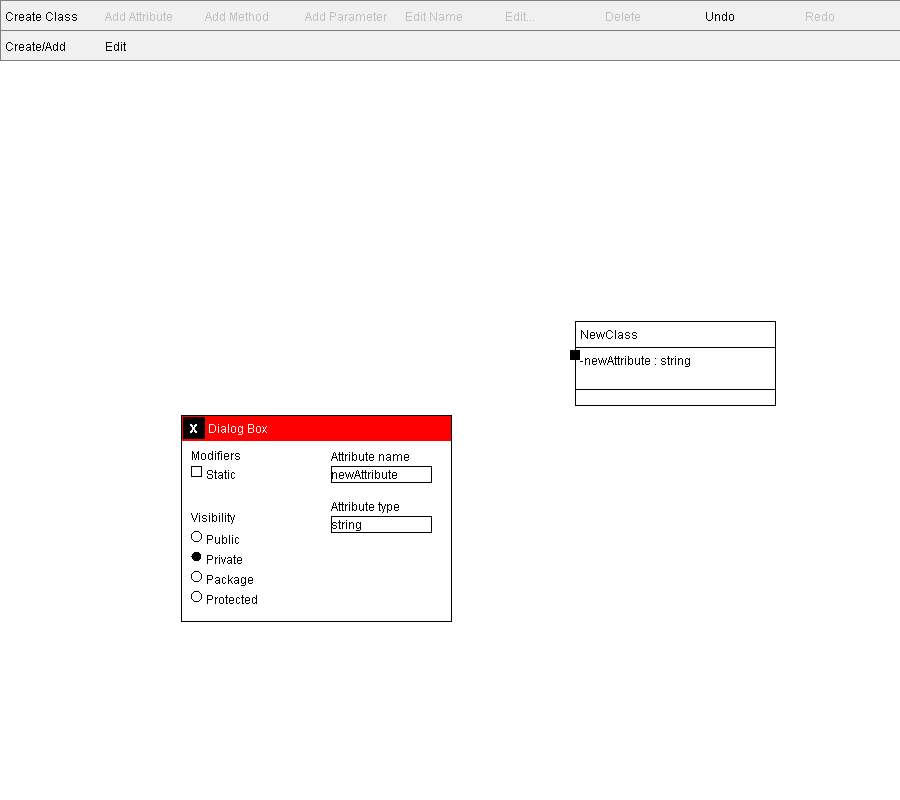 Create Class Add Attribute Add Method Add Parameter Edit Name Edit... Delete Undo Redo
Create/Add Edit
NewClass
-newAttribute : string
X Dialog Box
Modifiers
Static
Attribute name
newAttribute
Attribute type
string
Visibility
Public
Private
Package
Protected